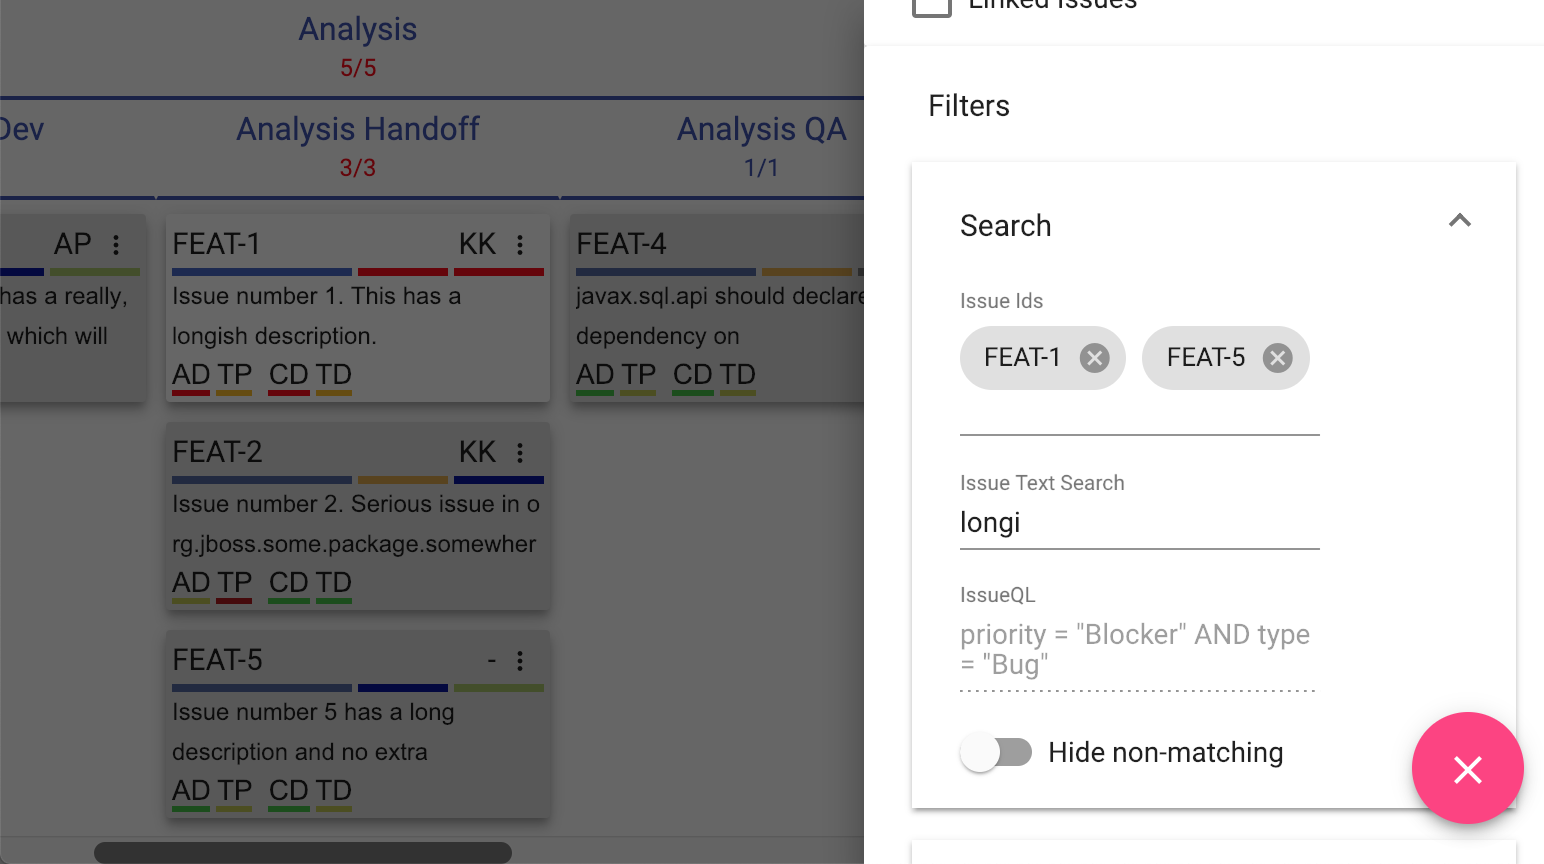 Analysis
5/5
Dev
Analysis Handoff
3/3
Analysis QA
1/1
AP
has a really,
which will
FEAT-1 KK
Issue number 1. This has a
longish description.
AD TP CD TD
FEAT-4
javax.sql.api should declare
dependency on
AD TP CD TD
FEAT-2 KK
Issue number 2. Serious issue in o
rg.jboss.some.package.somewher
AD TP CD TD
FEAT-5 -
Issue number 5 has a long
description and no extra
AD TP CD TD
Linked Issues
Filters
Search
Issue Ids
FEAT-1 FEAT-5
Issue Text Search
longi
IssueQL
priority = "Blocker" AND type
= "Bug"
Hide non-matching